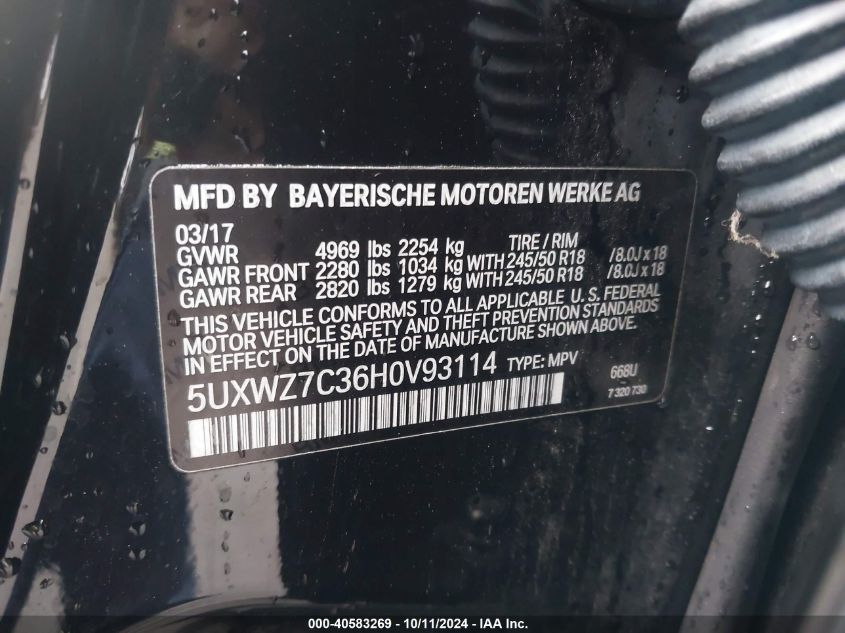 MFD BY BAYERISCHE MOTOREN WERKE AG
03/17 TIRE / RIM
GVWR 4969 lbs 2254 kg
GAWR FRONT 2280 lbs 1034 kg WITH 245/50 R18 /8.0J x 18
GAWR REAR 2820 lbs 1279 kg WITH 245/50 R18 /8.0J x 18
THIS VEHICLE CONFORMS TO ALL APPLICABLE U. S. FEDERAL
MOTOR VEHICLE SAFETY AND THEFT PREVENTION STANDARDS
IN EFFECT ON THE DATE OF MANUFACTURE SHOWN ABOVE.
5UXWZ7C36H0V93114 TYPE: MPV 668U
7 320 730
000-40583269 - 10/11/2024 - IAA Inc.